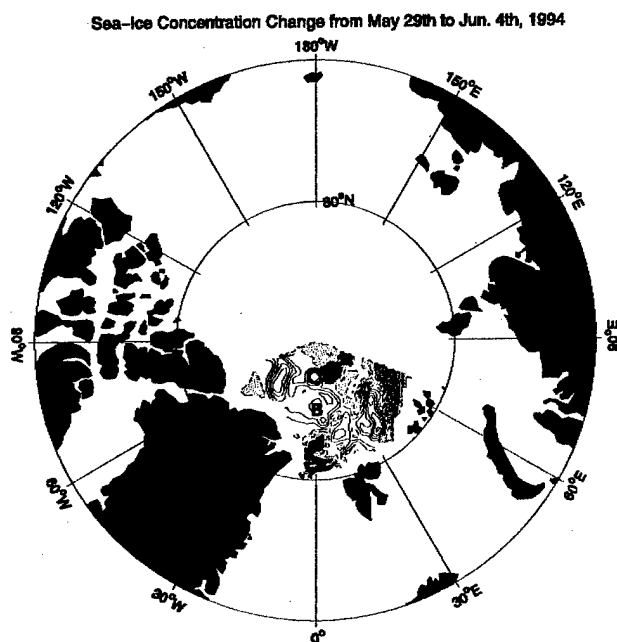 Sea-Ice Concentration Change from May 29th to Jun. 4th, 1994
180°W
150°W
150°E
120°W
120°E
80°N
90°W
90°E
C
B
60°W
60°E
30°W
30°E
0°